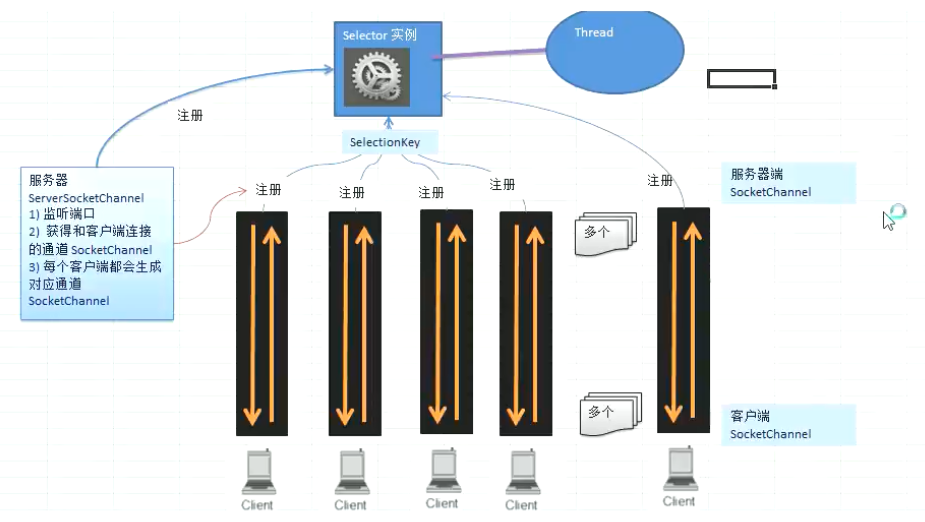 Selector 实例
Thread
注册
SelectionKey
服务器
ServerSocketChannel
1) 监听端口
2) 获得和客户端连接
的通道 SocketChannel
3) 每个客户端都会生成
对应通道
SocketChannel
注册
注册
注册
注册
注册
服务器端
SocketChannel
多个
多个
客户端
SocketChannel
Client
Client
Client
Client
Client